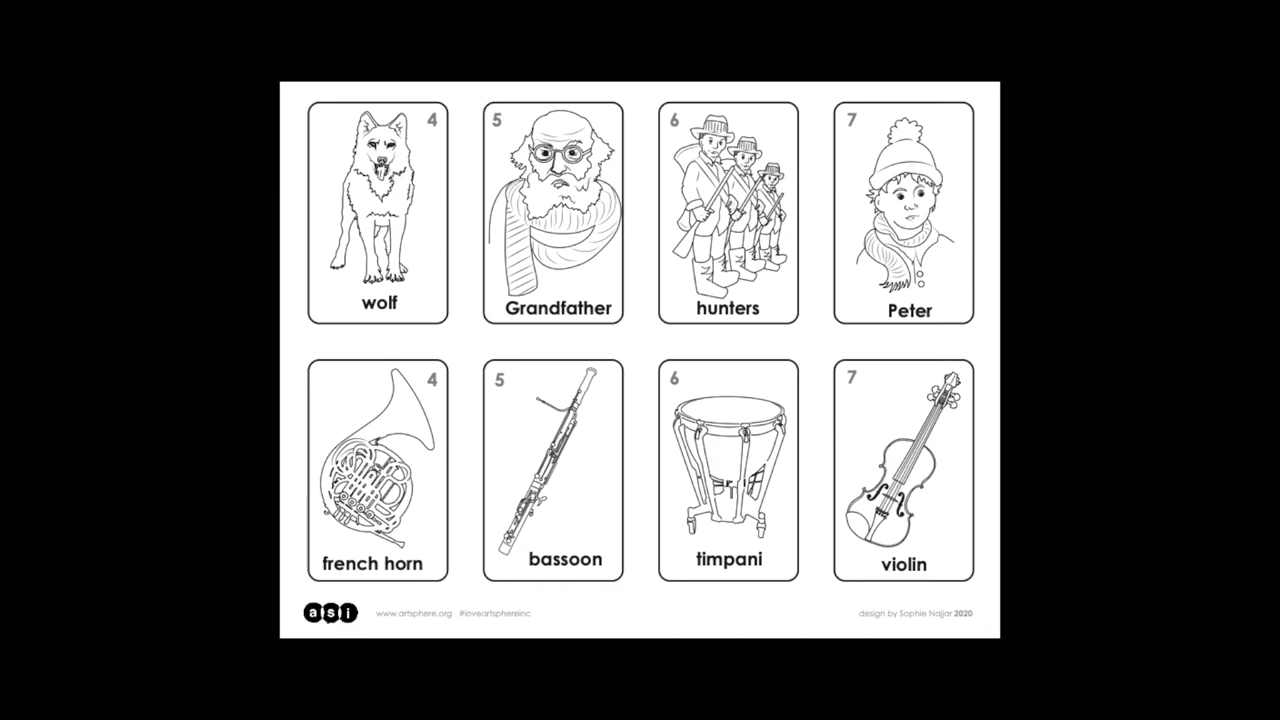 4
5
6
7
wolf
Grandfather
hunters
Peter
4
5
6
7
french horn
bassoon
timpani
violin
asi
www.artsphere.org #loveartsphereinc
design by Sophie Najjar 2020